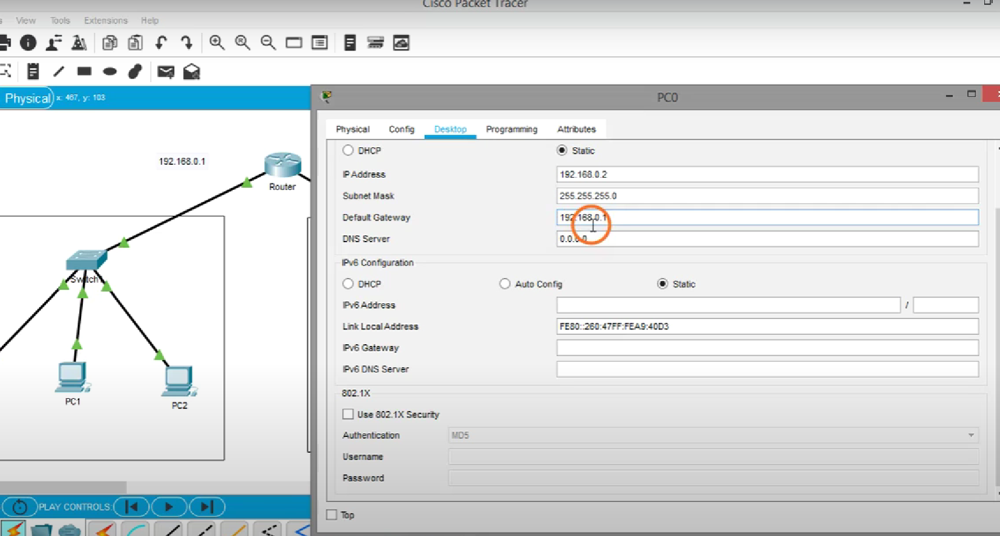 Cisco Packet Tracer
View Tools Extensions Help
Physical x: 467, y: 103
PC0
Physical Config Desktop Programming Attributes
DHCP Static
IP Address 192.168.0.2
Subnet Mask 255.255.255.0
Default Gateway 192.168.0.1
DNS Server 0.0.0.0
IPv6 Configuration
DHCP Auto Config Static
IPv6 Address /
Link Local Address FE80::260:47FF:FEA9:40D3
IPv6 Gateway
IPv6 DNS Server
802.1X
Use 802.1X Security
Authentication MD5
Username
Password
Top
192.168.0.1
Router
Switch
PC1
PC2
PLAY CONTROLS: